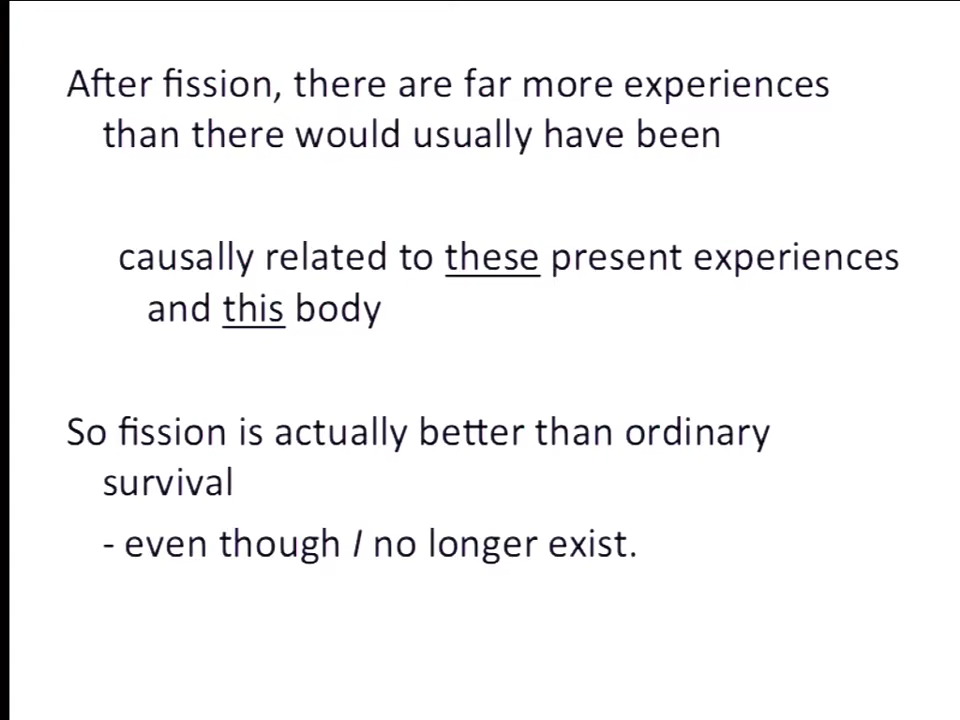 After fission, there are far more experiences
than there would usually have been
causally related to these present experiences
and this body
So fission is actually better than ordinary
survival
- even though I no longer exist.